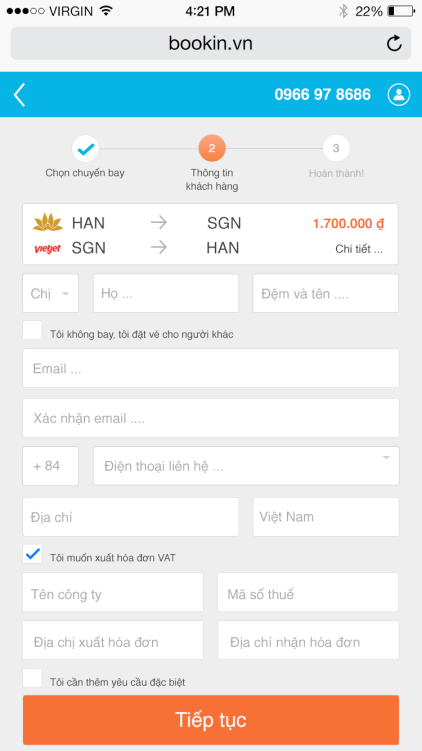 VIRGIN 4:21 PM 22%
bookin.vn
0966 97 8686
2 3
Chọn chuyến bay Thông tin Hoàn thành!
khách hàng
HAN → SGN 1.700.000 ₫
vietjet SGN → HAN Chi tiết ...
Chị Họ ... Đệm và tên ....
Tôi không bay, tôi đặt vé cho người khác
Email ...
Xác nhận email ....
+ 84 Điện thoại liên hệ ...
Địa chỉ Việt Nam
Tôi muốn xuất hóa đơn VAT
Tên công ty Mã số thuế
Địa chị xuất hóa đơn Địa chỉ nhận hóa đơn
Tôi cần thêm yêu cầu đặc biệt
Tiếp tục